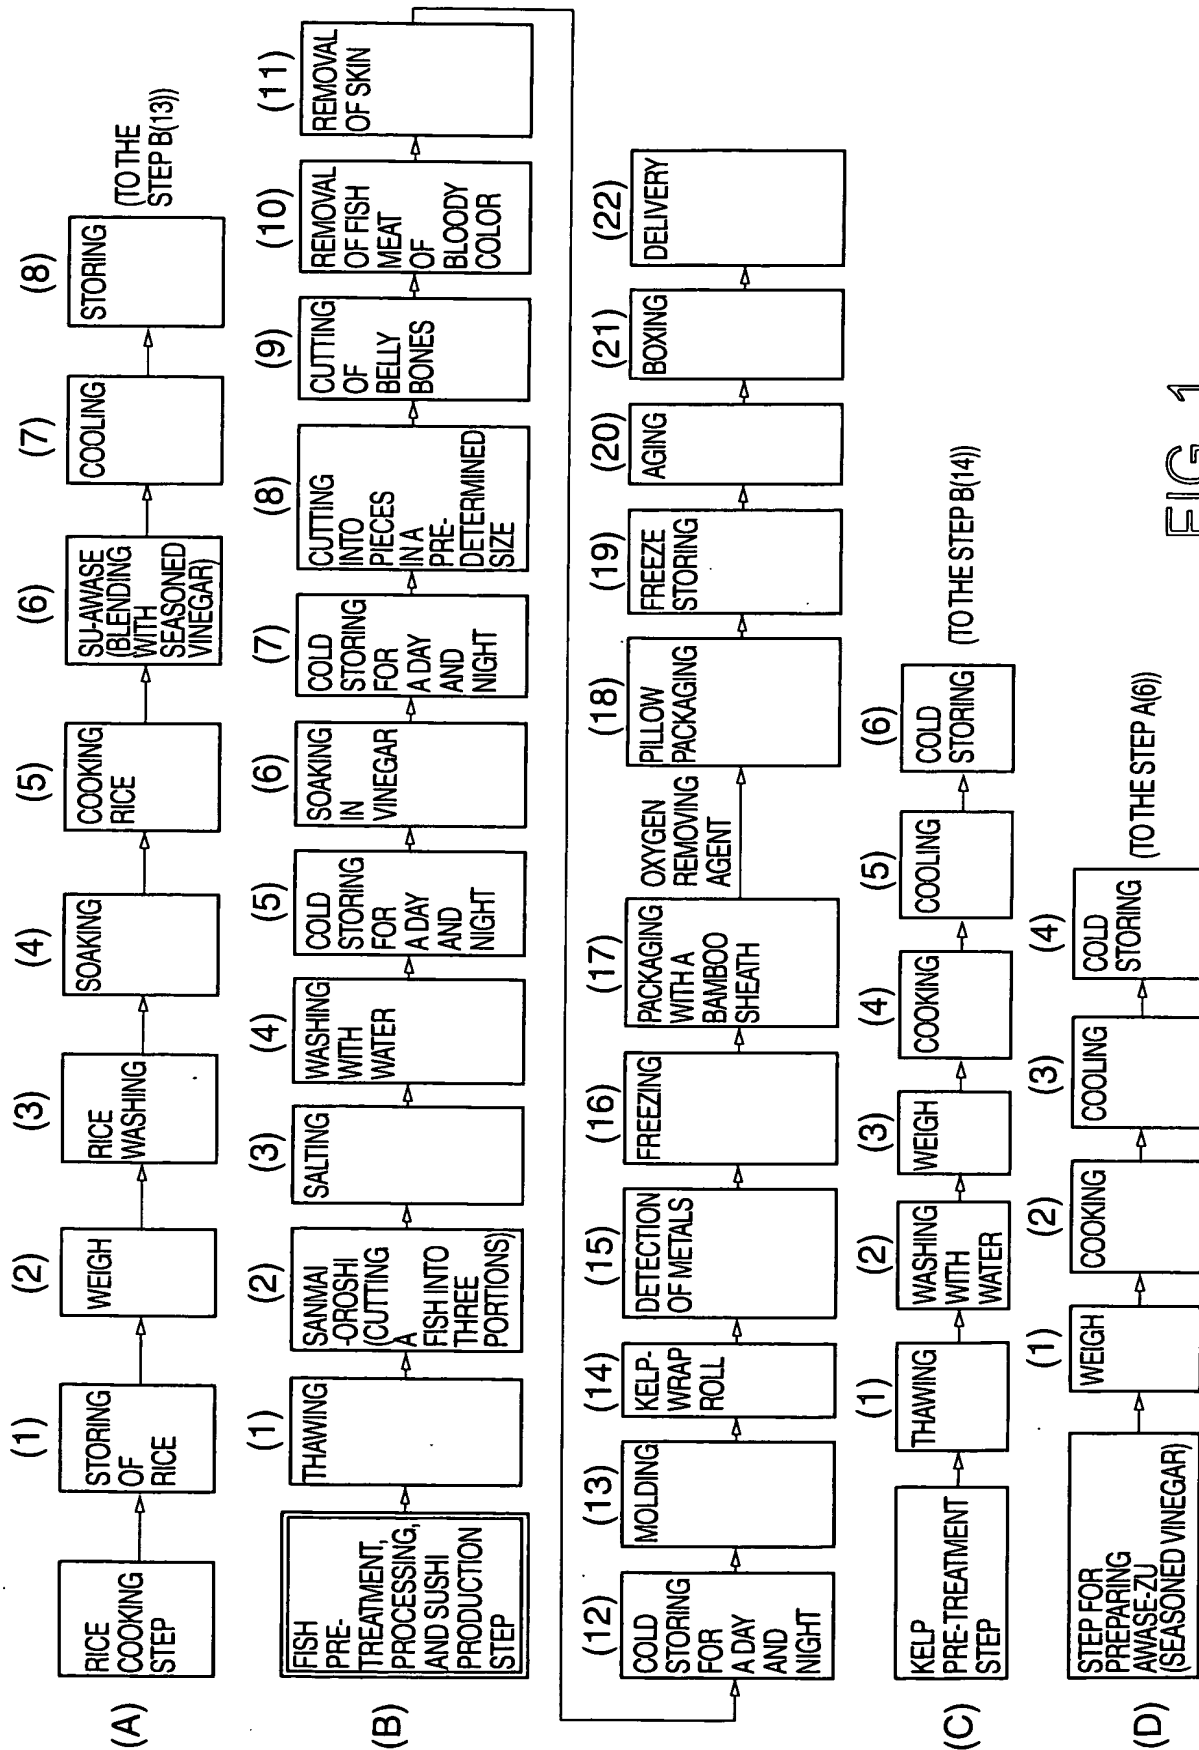 (A)
RICE
COOKING
STEP
(1)
STORING
OF
RICE
(2)
WEIGH
(3)
RICE
WASHING
(4)
SOAKING
(5)
COOKING
RICE
(6)
SU-AWASE
(BLENDING
WITH
SEASONED
VINEGAR)
(7)
COOLING
(8)
STORING
(TO THE
STEP B(13))
(B)
FISH
PRE-
TREATMENT,
PROCESSING,
AND SUSHI
PRODUCTION
STEP
(1)
THAWING
(2)
SANMAI
-OROSHI
(CUTTING
A
FISH INTO
THREE
PORTIONS)
(3)
SALTING
(4)
WASHING
WITH
WATER
(5)
COLD
STORING
FOR
A DAY
AND
NIGHT
(6)
SOAKING
IN
VINEGAR
(7)
COLD
STORING
FOR
A DAY
AND
NIGHT
(8)
CUTTING
INTO
PIECES
IN A
PRE-
DETERMINED
SIZE
(9)
CUTTING
OF
BELLY
BONES
(10)
REMOVAL
OF FISH
MEAT
OF
BLOODY
COLOR
(11)
REMOVAL
OF SKIN
(12)
COLD
STORING
FOR
A DAY
AND
NIGHT
(13)
MOLDING
(14)
KELP-
WRAP
ROLL
(15)
DETECTION
OF METALS
(16)
FREEZING
(17)
PACKAGING
WITH A
BAMBOO
SHEATH
OXYGEN
REMOVING
AGENT
(18)
PILLOW
PACKAGING
(19)
FREEZE
STORING
(20)
AGING
(21)
BOXING
(22)
DELIVERY
(C)
KELP
PRE-TREATMENT
STEP
(1)
THAWING
(2)
WASHING
WITH
WATER
(3)
WEIGH
(4)
COOKING
(5)
COOLING
(6)
COLD
STORING
(TO THE STEP B(14))
(D)
STEP FOR
PREPARING
AWASE-ZU
(SEASONED VINEGAR)
(1)
WEIGH
(2)
COOKING
(3)
COOLING
(4)
COLD
STORING
(TO THE STEP A(6))
FIG. 1